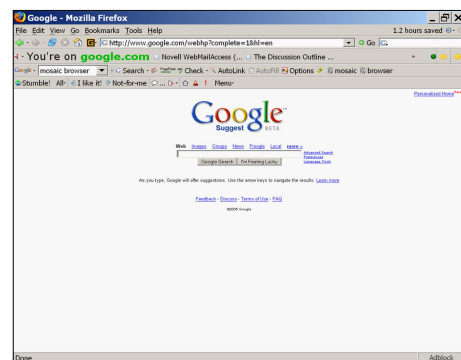 Google - Mozilla Firefox
File Edit View Go Bookmarks Tools Help 1.2 hours saved
http://www.google.com/webhp?complete=1&hl=en Go
You're on google.com Novell WebMailAccess (... The Discussion Outline ... »
Google - mosaic browser Search Check AutoLink AutoFill Options mosaic browser
Stumble! All I like it! Not-for-me Menu
Personalized Home
Google
Suggest BETA
Web Images Groups News Froogle Local more »
Advanced Search
Preferences
Language Tools
Google Search I'm Feeling Lucky
As you type, Google will offer suggestions. Use the arrow keys to navigate the results. Learn more
Feedback - Discuss - Terms of Use - FAQ
Google
Done Adblock